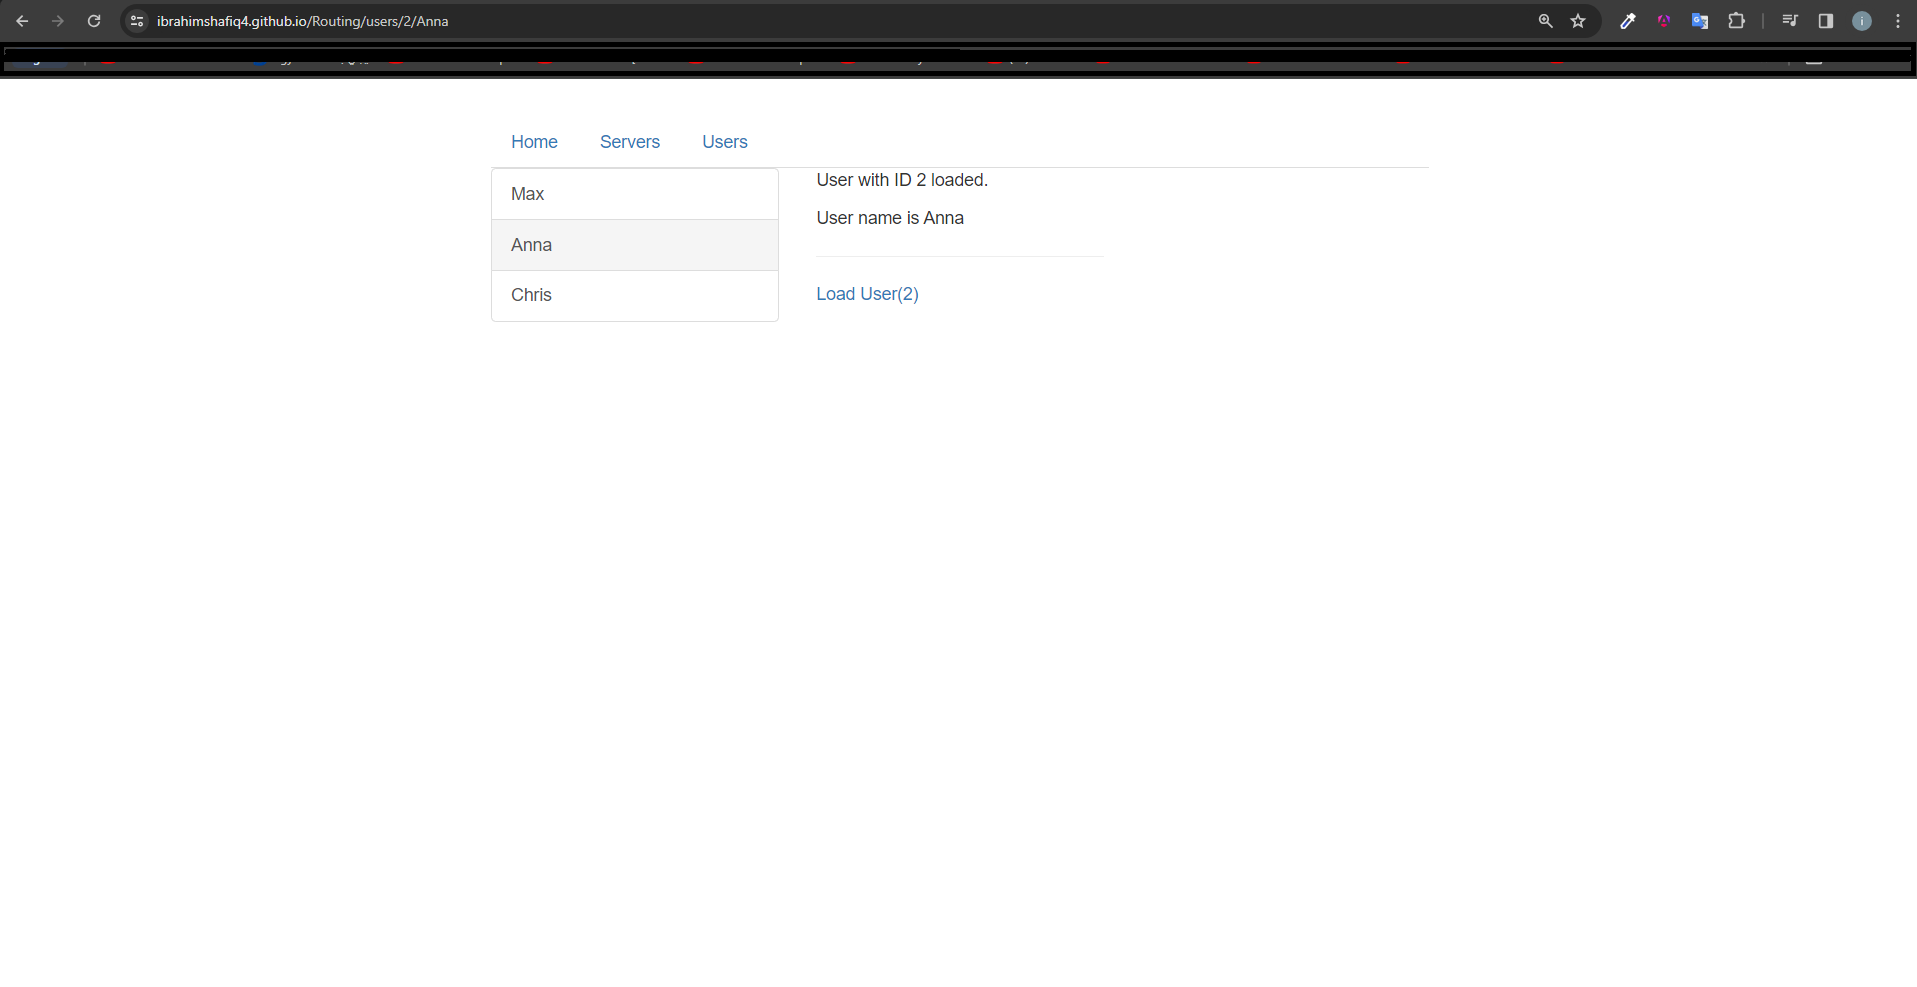 ibrahimshafiq4.github.io/Routing/users/2/Anna
Home Servers Users
Max
Anna
Chris
User with ID 2 loaded.
User name is Anna
Load User(2)